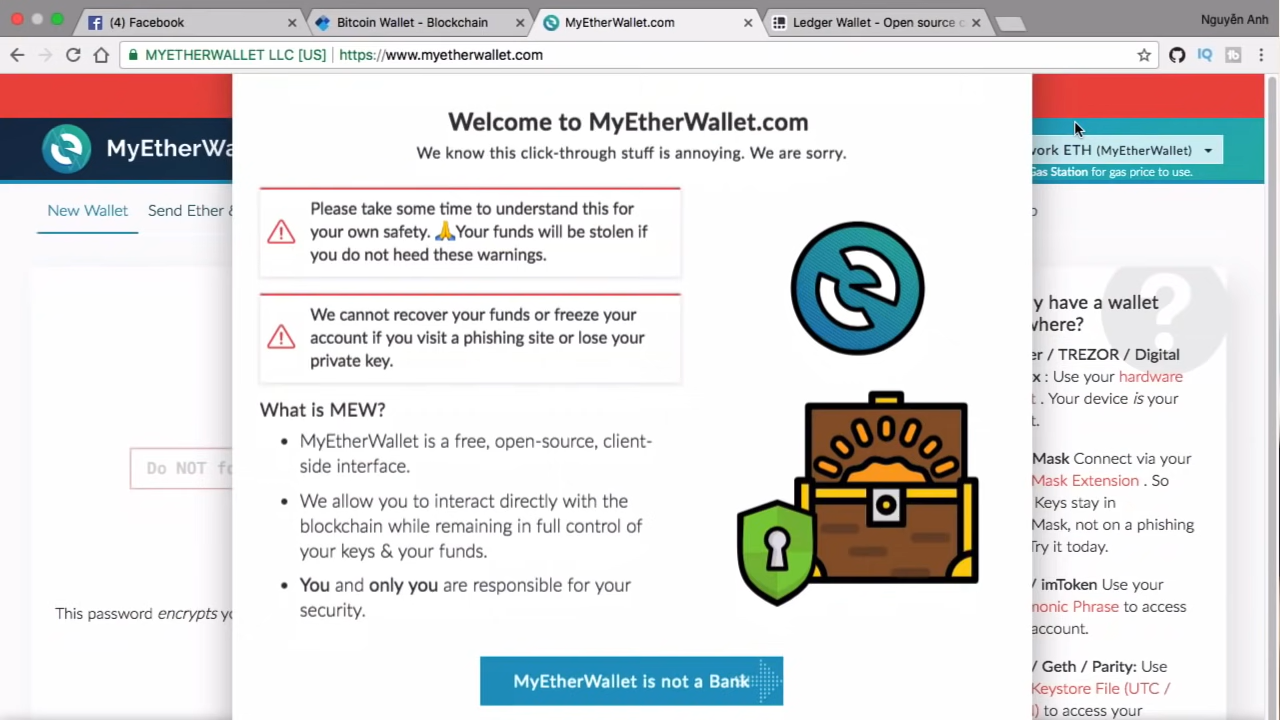 Nguyễn Anh
(4) Facebook
Bitcoin Wallet - Blockchain
MyEtherWallet.com
Ledger Wallet - Open source
MYETHERWALLET LLC [US] https://www.myetherwallet.com
Welcome to MyEtherWallet.com
We know this click-through stuff is annoying. We are sorry.
Please take some time to understand this for
your own safety. 🙏Your funds will be stolen if
you do not heed these warnings.
We cannot recover your funds or freeze your
account if you visit a phishing site or lose your
private key.
What is MEW?
• MyEtherWallet is a free, open-source, client-
side interface.
• We allow you to interact directly with the
blockchain while remaining in full control of
your keys & your funds.
• You and only you are responsible for your
security.
MyEtherWallet is not a Bank
MyEtherWa
New Wallet
Send Ether &
Do NOT fo
This password encrypts yo
work ETH (MyEtherWallet)
Gas Station for gas price to use.
y have a wallet
where?
er / TREZOR / Digital
x : Use your hardware
t . Your device is your
t.
Mask Connect via your
Mask Extension . So
Keys stay in
Mask, not on a phishing
Try it today.
/ imToken Use your
monic Phrase to access
account.
/ Geth / Parity: Use
Keystore File (UTC /
) to access your